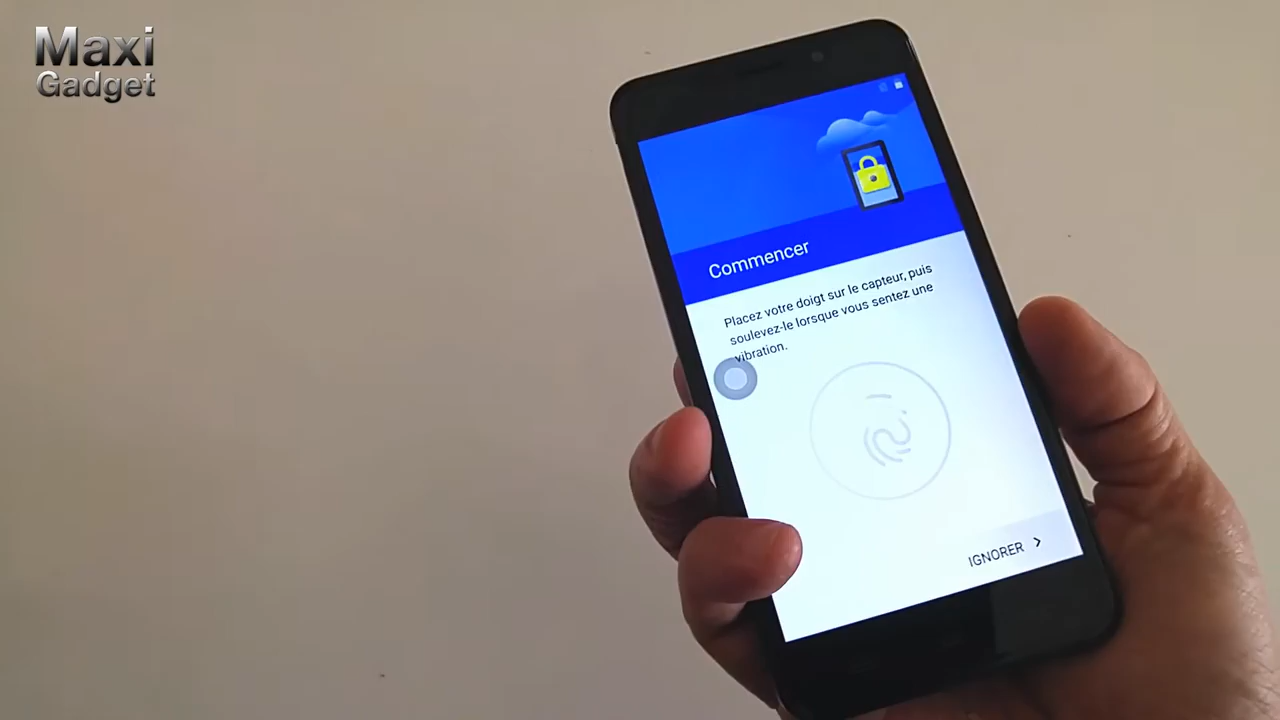 Maxi
Gadget
Commencer
Placez votre doigt sur le capteur, puis
soulevez-le lorsque vous sentez une
vibration.
IGNORER